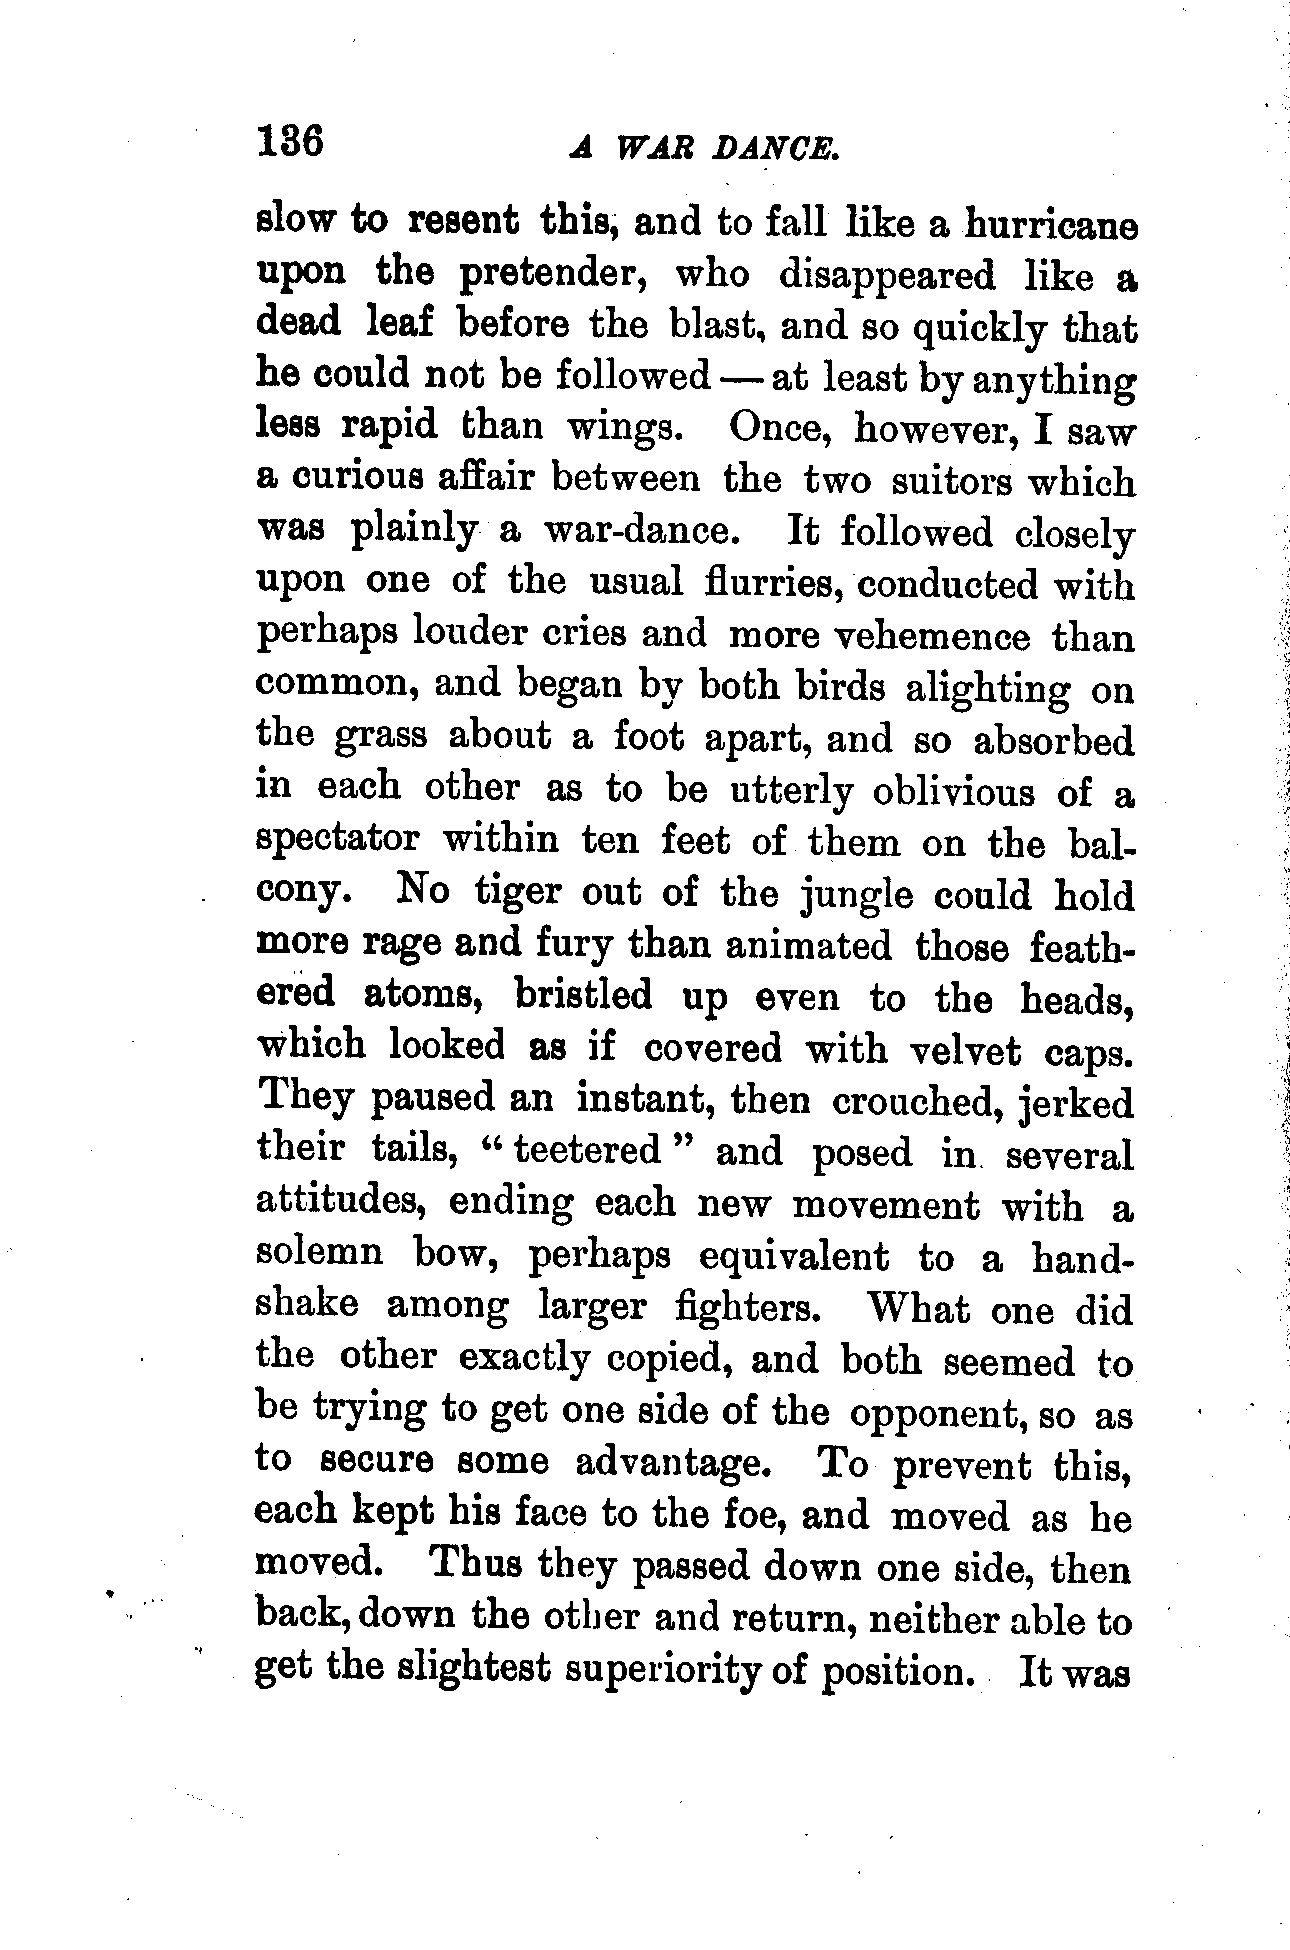 136 A WAR DANCE.
slow to resent this, and to fall like a hurricane
upon the pretender, who disappeared like a
dead leaf before the blast, and so quickly that
he could not be followed — at least by anything
less rapid than wings. Once, however, I saw
a curious affair between the two suitors which
was plainly a war-dance. It followed closely
upon one of the usual flurries, conducted with
perhaps louder cries and more vehemence than
common, and began by both birds alighting on
the grass about a foot apart, and so absorbed
in each other as to be utterly oblivious of a
spectator within ten feet of them on the bal-
cony. No tiger out of the jungle could hold
more rage and fury than animated those feath-
ered atoms, bristled up even to the heads,
which looked as if covered with velvet caps.
They paused an instant, then crouched, jerked
their tails, “ teetered ” and posed in several
attitudes, ending each new movement with a
solemn bow, perhaps equivalent to a hand-
shake among larger fighters. What one did
the other exactly copied, and both seemed to
be trying to get one side of the opponent, so as
to secure some advantage. To prevent this,
each kept his face to the foe, and moved as he
moved. Thus they passed down one side, then
back, down the other and return, neither able to
get the slightest superiority of position. It was